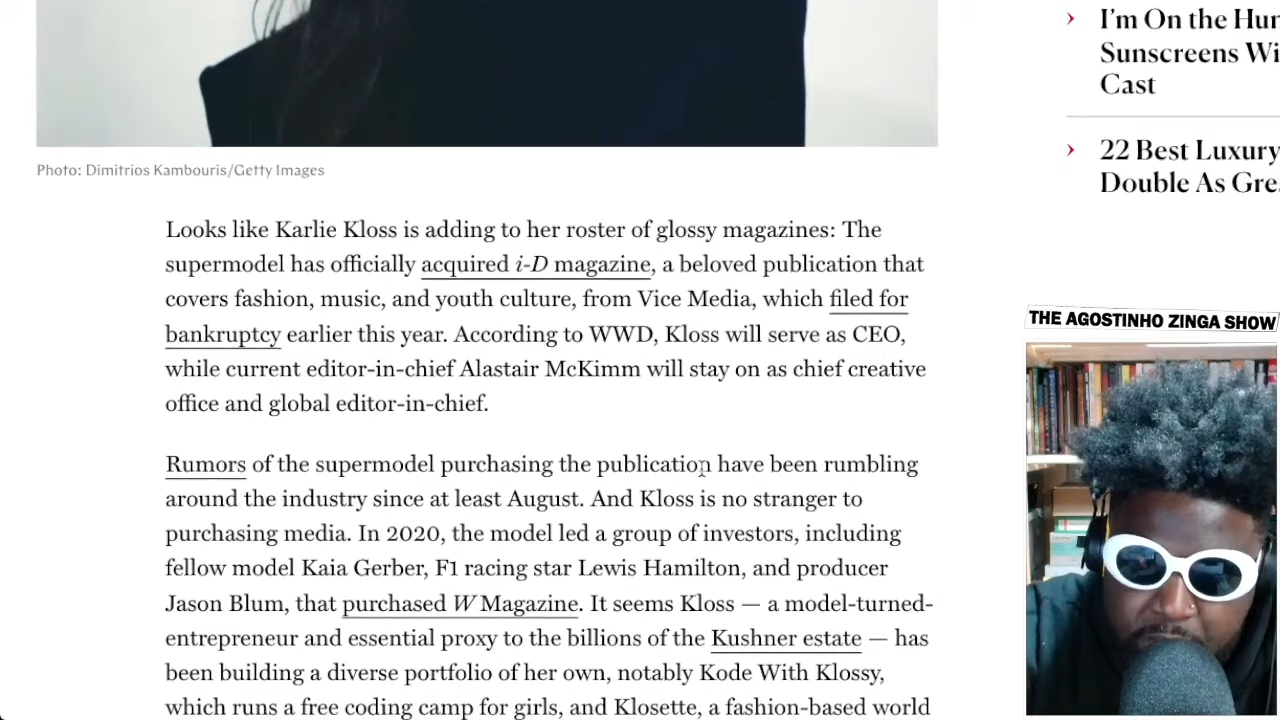 I'm On the Hun
Sunscreens Wi
Cast
22 Best Luxury
Double As Gre
Photo: Dimitrios Kambouris/Getty Images
Looks like Karlie Kloss is adding to her roster of glossy magazines: The
supermodel has officially acquired i-D magazine, a beloved publication that
covers fashion, music, and youth culture, from Vice Media, which filed for
bankruptcy earlier this year. According to WWD, Kloss will serve as CEO,
while current editor-in-chief Alastair McKimm will stay on as chief creative
office and global editor-in-chief.
Rumors of the supermodel purchasing the publication have been rumbling
around the industry since at least August. And Kloss is no stranger to
purchasing media. In 2020, the model led a group of investors, including
fellow model Kaia Gerber, F1 racing star Lewis Hamilton, and producer
Jason Blum, that purchased W Magazine. It seems Kloss — a model-turned-
entrepreneur and essential proxy to the billions of the Kushner estate — has
been building a diverse portfolio of her own, notably Kode With Klossy,
which runs a free coding camp for girls, and Klosette, a fashion-based world
THE AGOSTINHO ZINGA SHOW